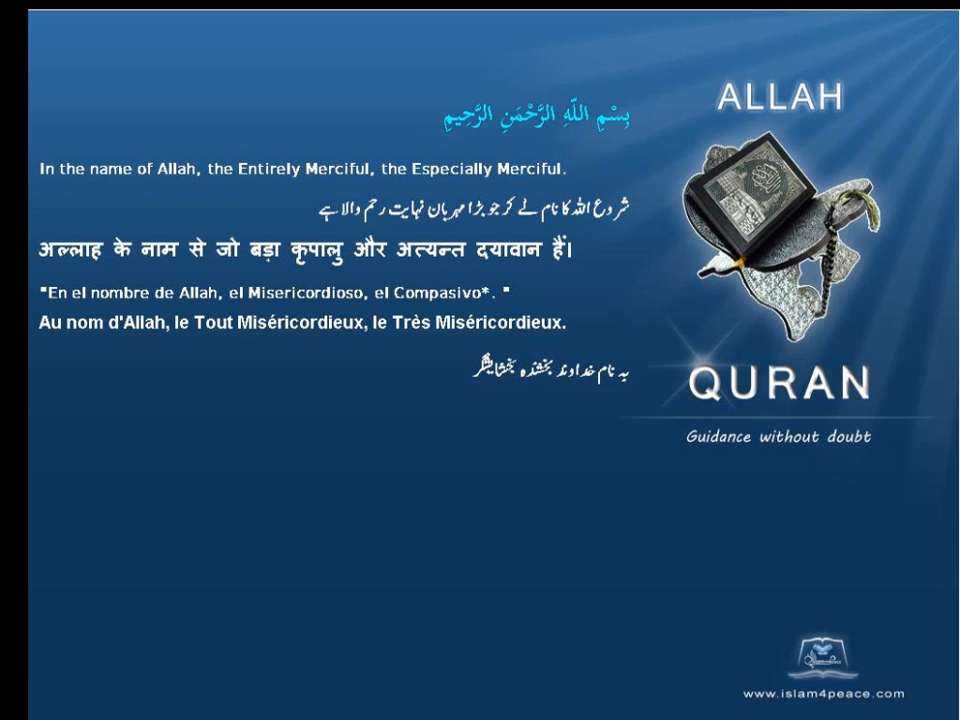 بِسْمِ اللّهِ الرَّحْمَنِ الرَّحِيمِ
In the name of Allah, the Entirely Merciful, the Especially Merciful.
شروع اللہ کا نام لے کر جو بڑا مہربان نہایت رحم والا ہے
अल्लाह के नाम से जो बड़ा कृपालु और अत्यन्त दयावान हैं।
"En el nombre de Allah, el Misericordioso, el Compasivo*. "
Au nom d'Allah, le Tout Miséricordieux, le Très Miséricordieux.
به نام خداوند بخشنده بخشایشگر
ALLAH
QURAN
Guidance without doubt
www.islam4peace.com